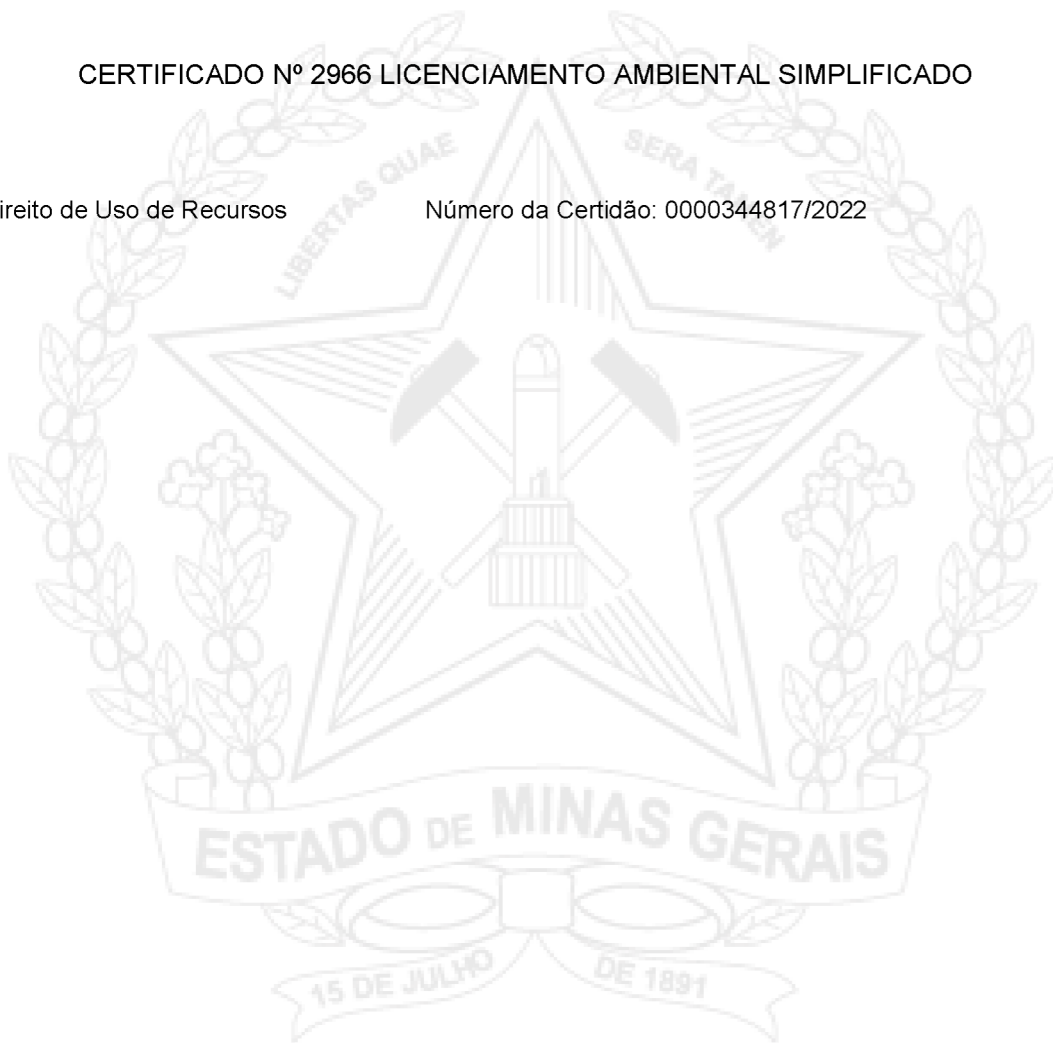 CERTIFICADO Nº 2966 LICENCIAMENTO AMBIENTAL SIMPLIFICADO
LIBERTAS QUAE SERA TAMEN
ireito de Uso de Recursos Número da Certidão: 0000344817/2022
ESTADO DE MINAS GERAIS
15 DE JULHO DE 1891